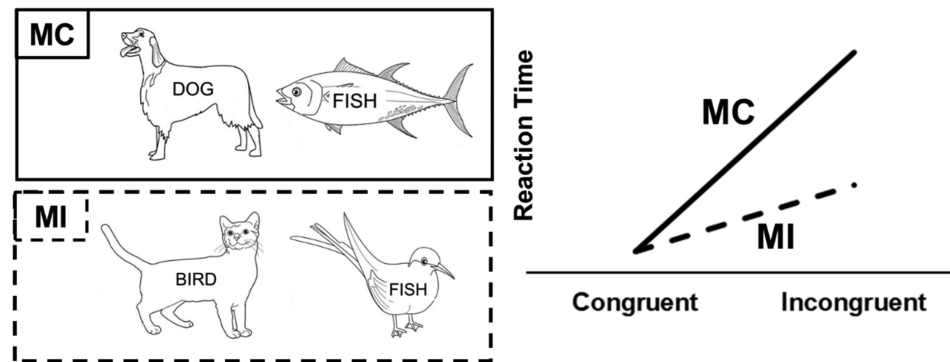 MC
DOG
FISH
MI
BIRD
FISH
Reaction Time
MC
MI
Congruent
Incongruent